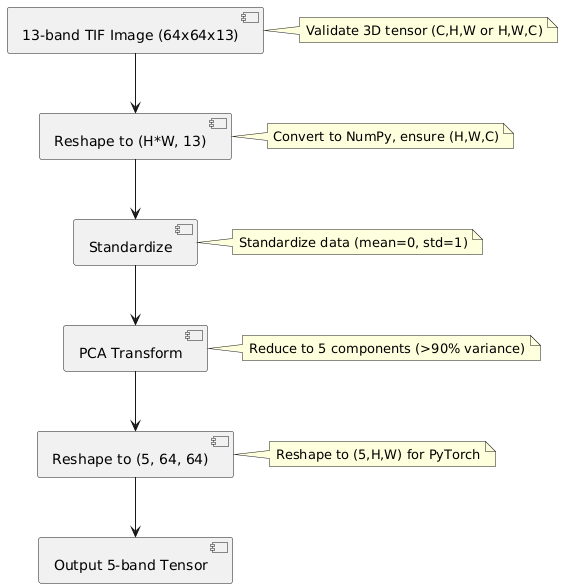 13-band TIF Image (64x64x13)
Validate 3D tensor (C,H,W or H,W,C)
Reshape to (H*W, 13)
Convert to NumPy, ensure (H,W,C)
Standardize
Standardize data (mean=0, std=1)
PCA Transform
Reduce to 5 components (>90% variance)
Reshape to (5, 64, 64)
Reshape to (5,H,W) for PyTorch
Output 5-band Tensor